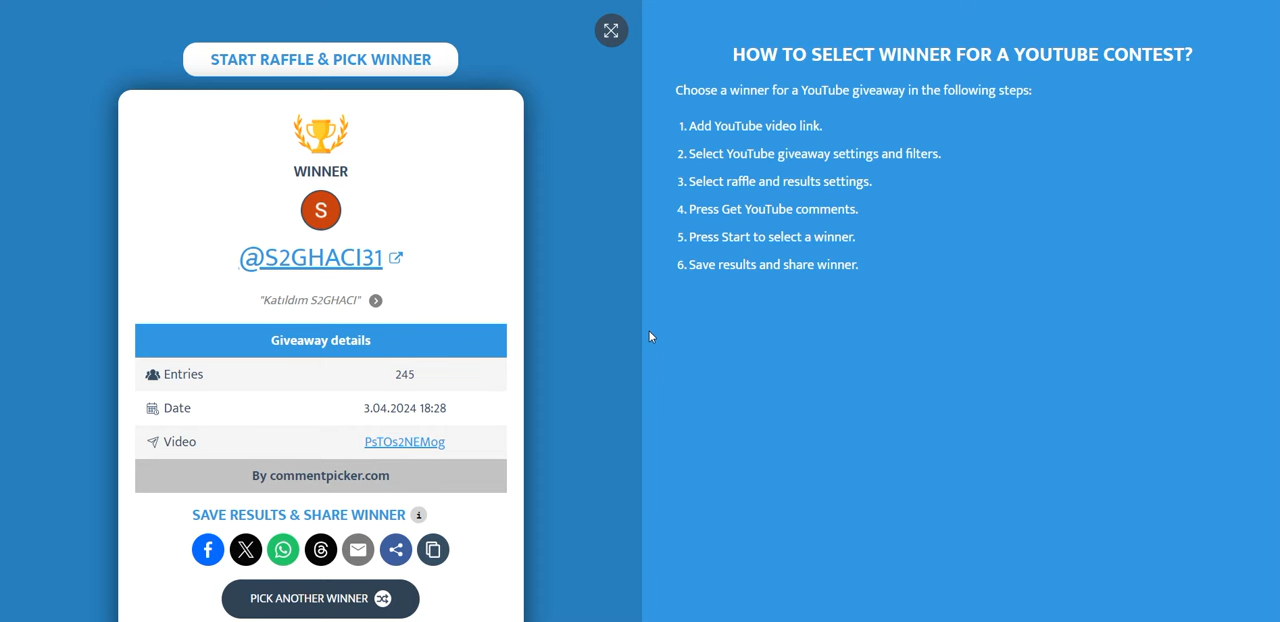 START RAFFLE & PICK WINNER
WINNER
S
@S2GHACI31
"Katıldım S2GHACI"
Giveaway details
Entries 245
Date 3.04.2024 18:28
Video PsTOs2NEMog
By commentpicker.com
SAVE RESULTS & SHARE WINNER i
PICK ANOTHER WINNER
HOW TO SELECT WINNER FOR A YOUTUBE CONTEST?
Choose a winner for a YouTube giveaway in the following steps:
1. Add YouTube video link.
2. Select YouTube giveaway settings and filters.
3. Select raffle and results settings.
4. Press Get YouTube comments.
5. Press Start to select a winner.
6. Save results and share winner.